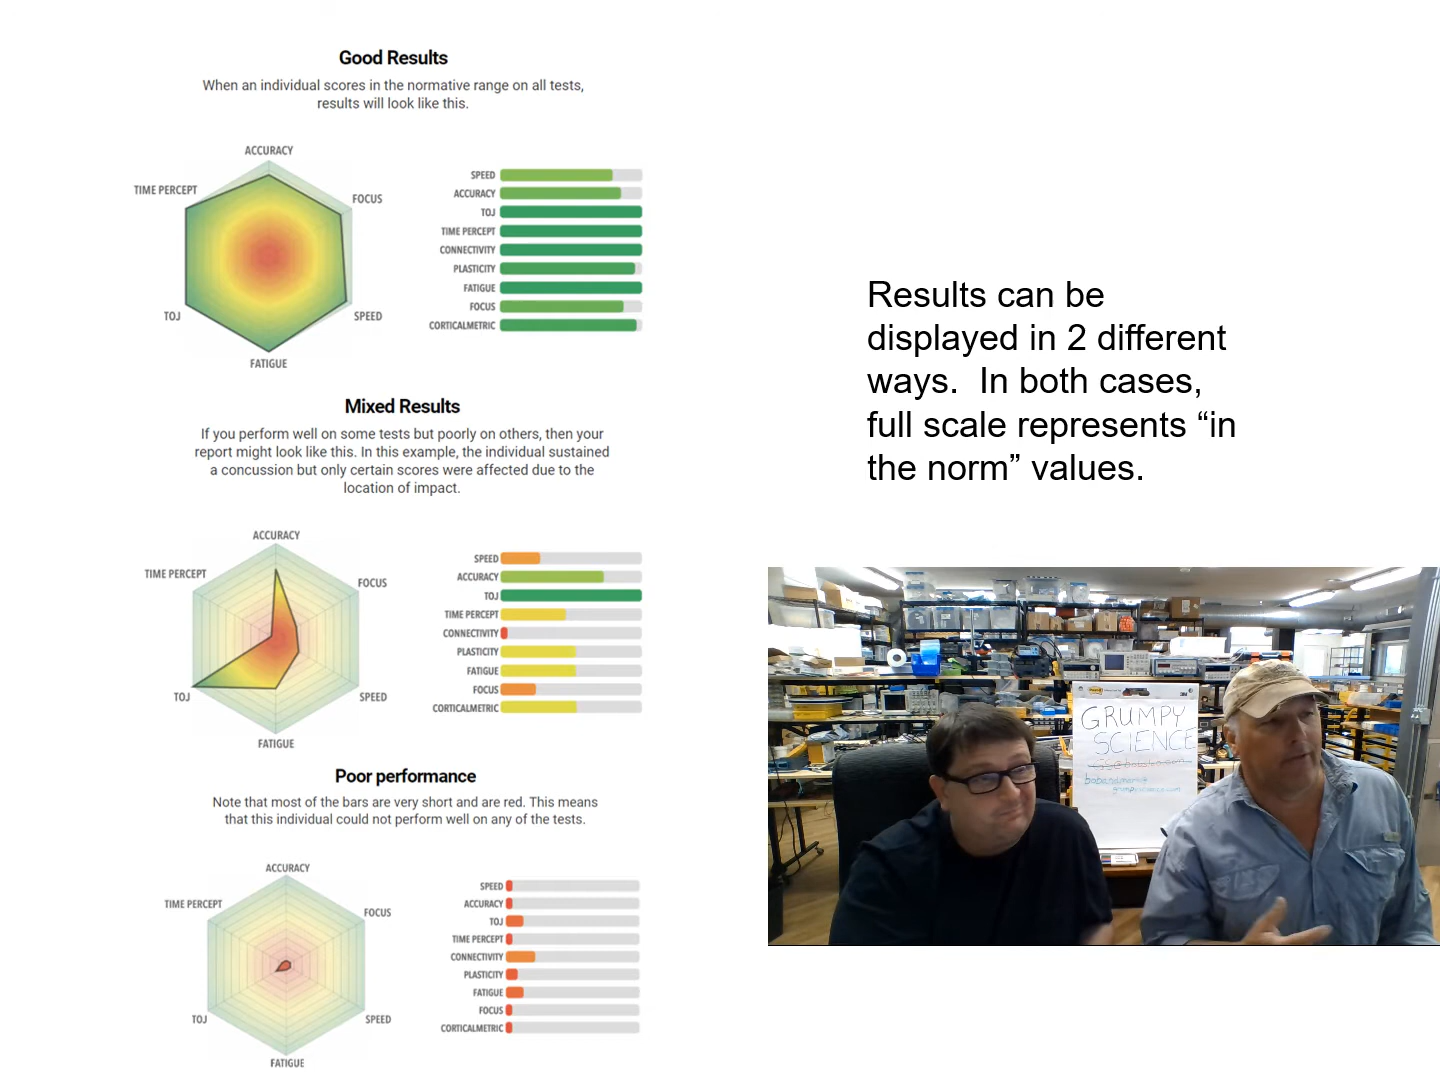 Good Results
When an individual scores in the normative range on all tests,
results will look like this.
ACCURACY
TIME PERCEPT
FOCUS
TOJ
SPEED
FATIGUE
SPEED
ACCURACY
TOJ
TIME PERCEPT
CONNECTIVITY
PLASTICITY
FATIGUE
FOCUS
CORTICALMETRIC
Mixed Results
If you perform well on some tests but poorly on others, then your
report might look like this. In this example, the individual sustained
a concussion but only certain scores were affected due to the
location of impact.
ACCURACY
TIME PERCEPT
FOCUS
TOJ
SPEED
FATIGUE
SPEED
ACCURACY
TOJ
TIME PERCEPT
CONNECTIVITY
PLASTICITY
FATIGUE
FOCUS
CORTICALMETRIC
Poor performance
Note that most of the bars are very short and are red. This means
that this individual could not perform well on any of the tests.
ACCURACY
TIME PERCEPT
FOCUS
TOJ
SPEED
FATIGUE
SPEED
ACCURACY
TOJ
TIME PERCEPT
CONNECTIVITY
PLASTICITY
FATIGUE
FOCUS
CORTICALMETRIC
Results can be
displayed in 2 different
ways. In both cases,
full scale represents “in
the norm” values.
GRUMPY
SCIENCE